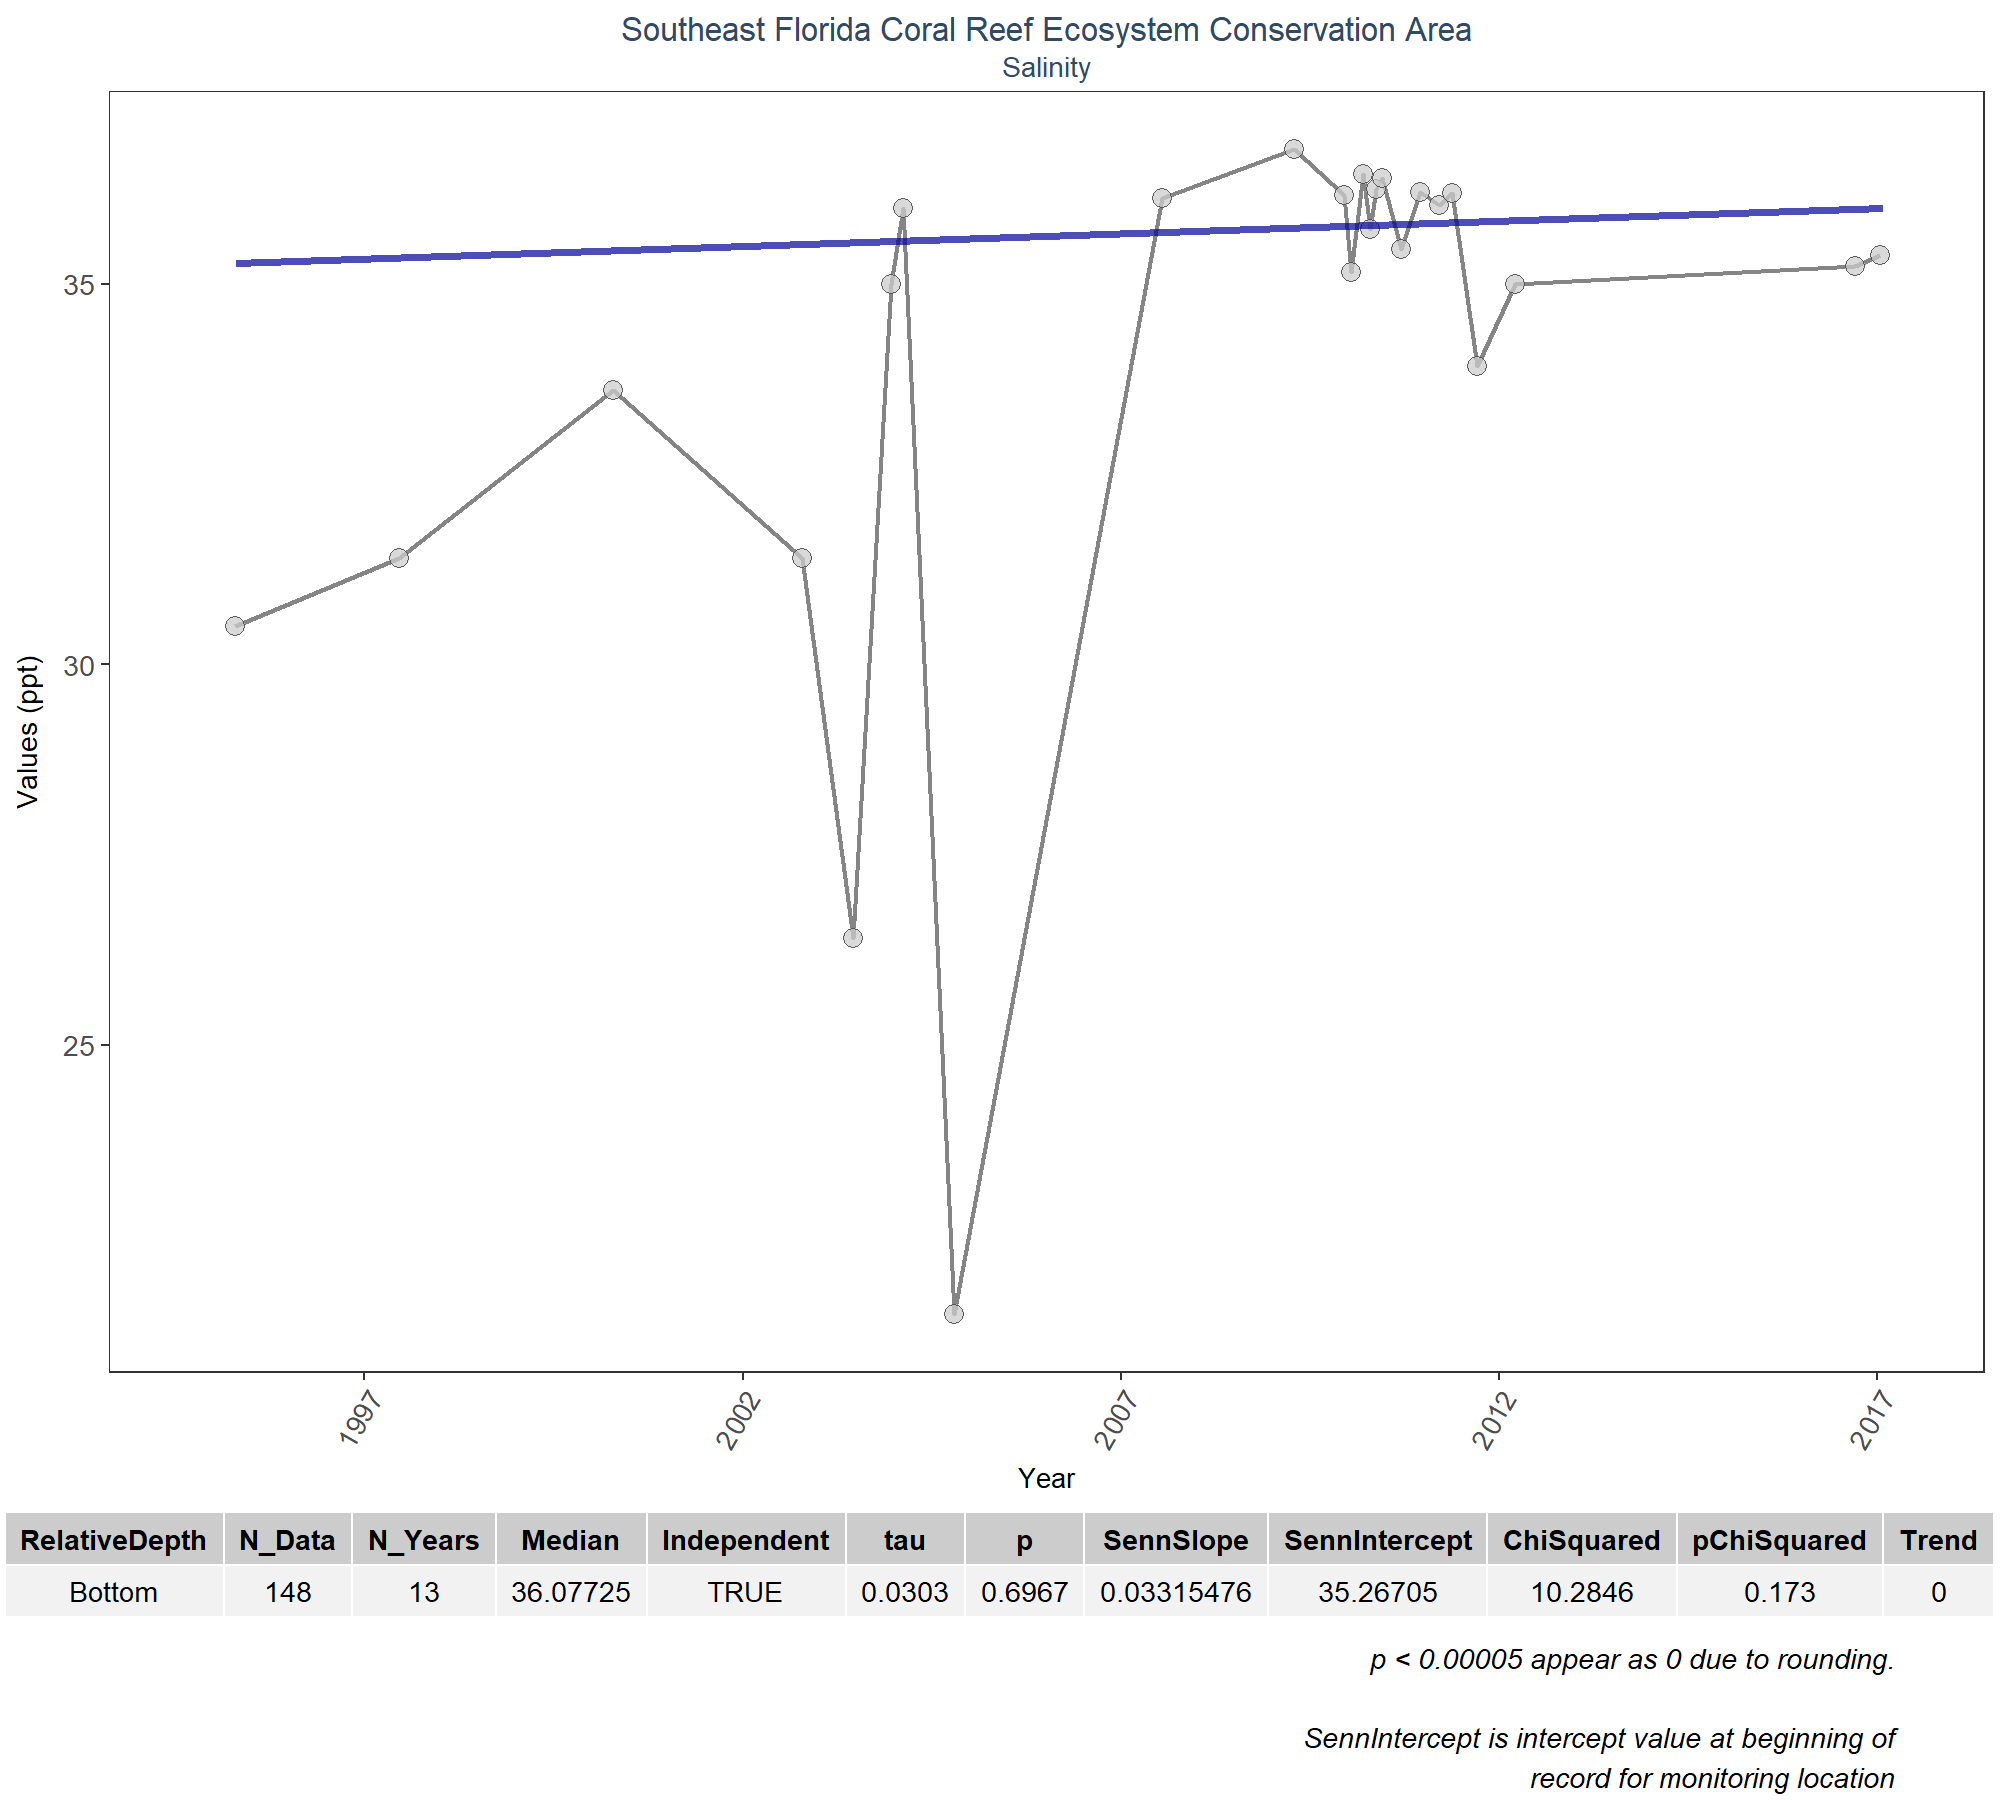 Southeast Florida Coral Reef Ecosystem Conservation Area
Salinity
Values (ppt)
35
30
25
1997
2002
2007
2012
2017
Year
RelativeDepth N_Data N_Years Median Independent tau p SennSlope SennIntercept ChiSquared pChiSquared Trend
Bottom 148 13 36.07725 TRUE 0.0303 0.6967 0.03315476 35.26705 10.2846 0.173 0
p < 0.00005 appear as 0 due to rounding.
SennIntercept is intercept value at beginning of
record for monitoring location